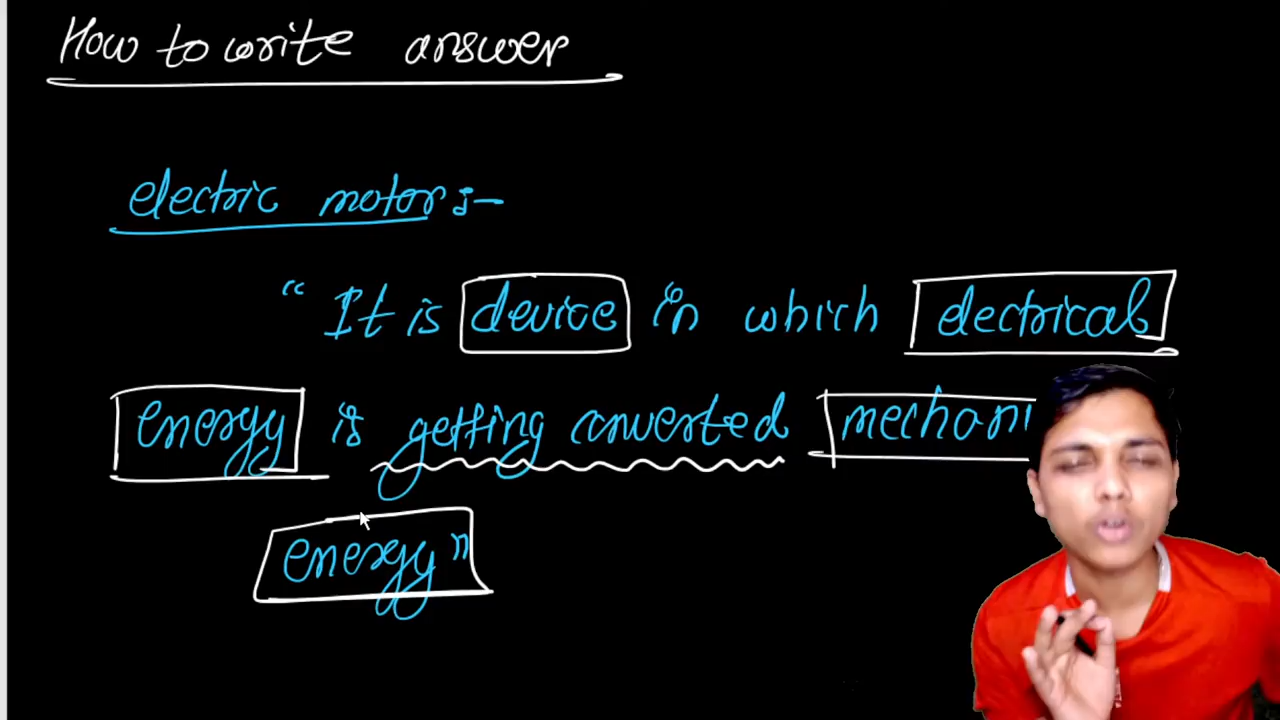 How to write answer
electric motor:-
“ It is device in which electrical
energy is getting converted mechani
energy "